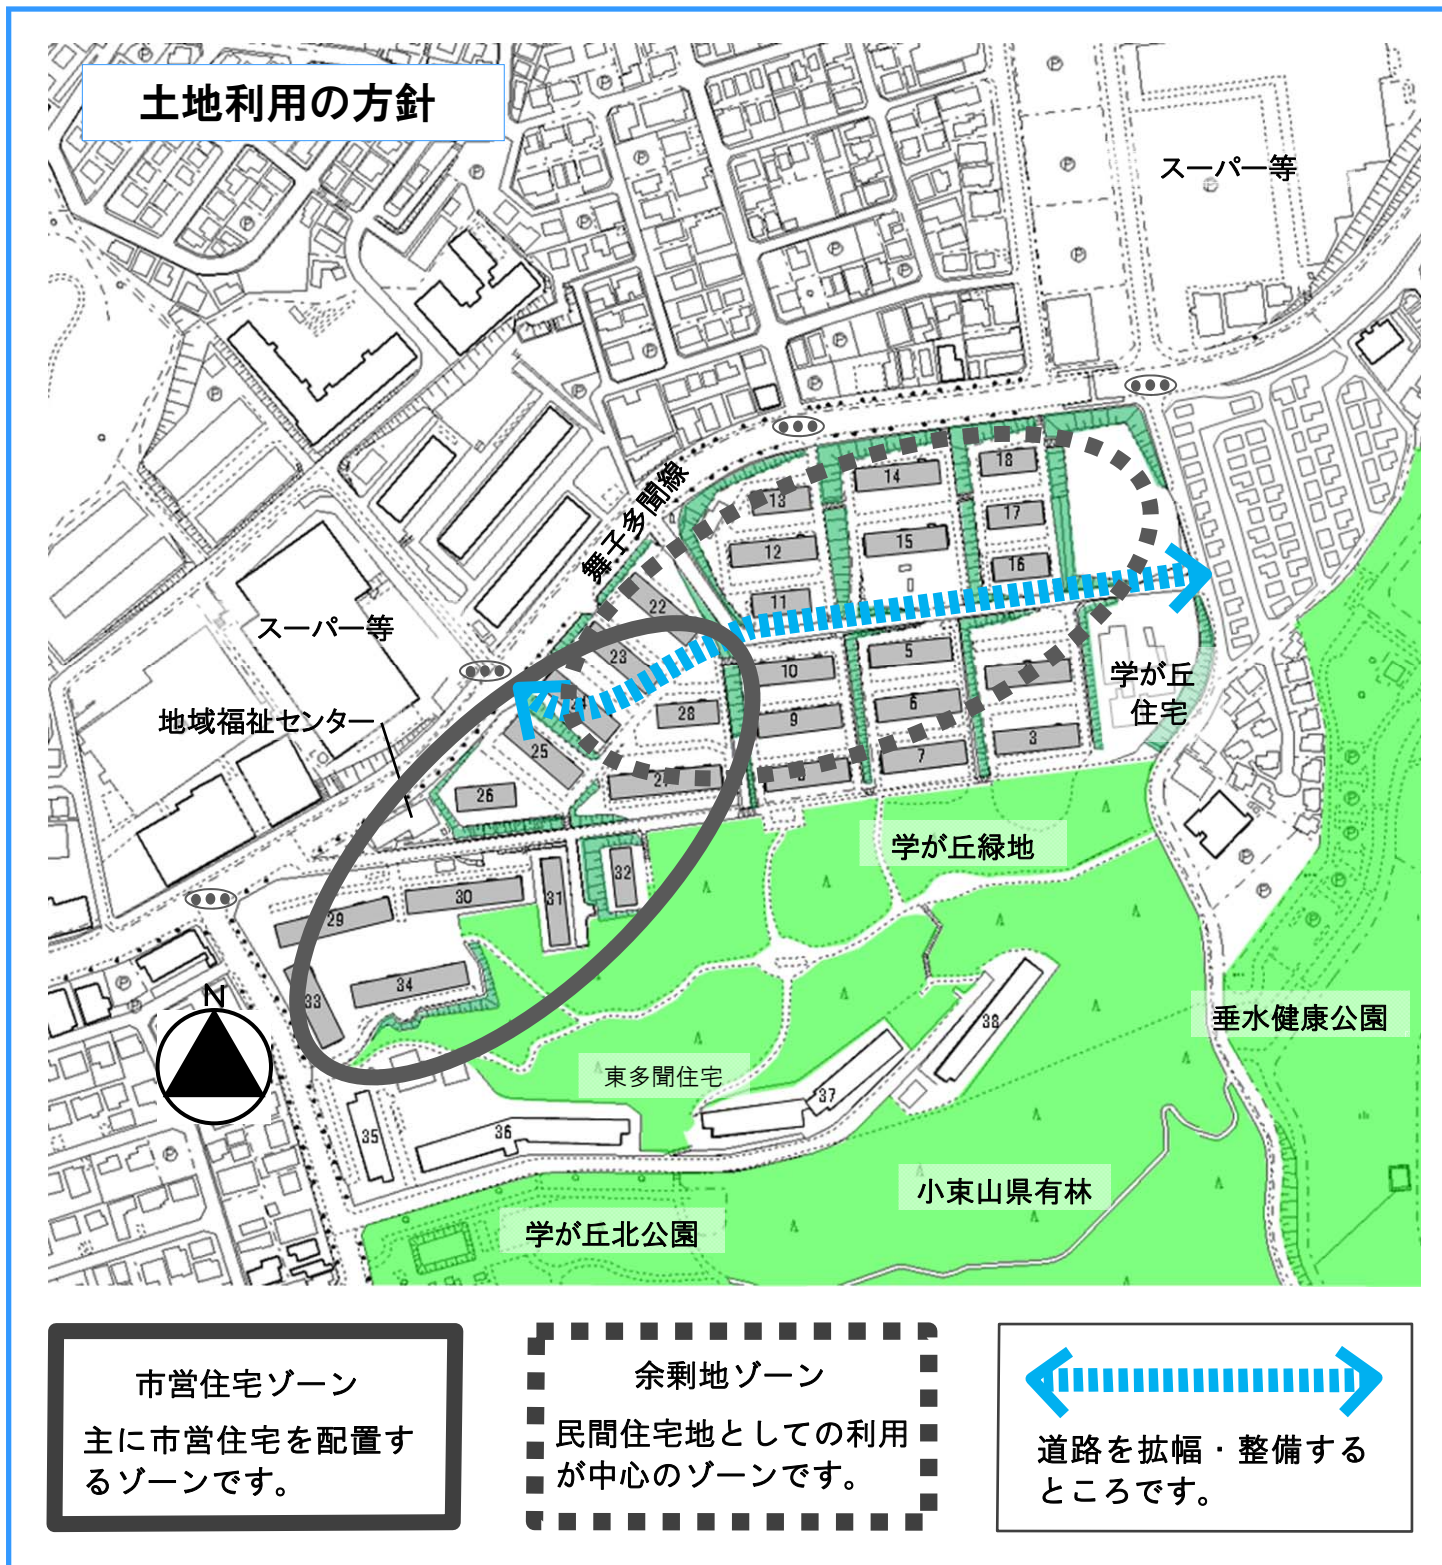 土地利用の方針
スーパー等
舞子多聞線
スーパー等
地域福祉センター
学が丘
住宅
学が丘緑地
垂水健康公園
東多聞住宅
小束山県有林
学が丘北公園
N
18
14
13
17
15
12
16
11
22
23
5
10
28
6
9
25
3
7
27
26
32
31
30
29
34
33
38
37
36
35
市営住宅ゾーン
主に市営住宅を配置す
るゾーンです。
余剰地ゾーン
民間住宅地としての利用
が中心のゾーンです。
道路を拡幅・整備する
ところです。